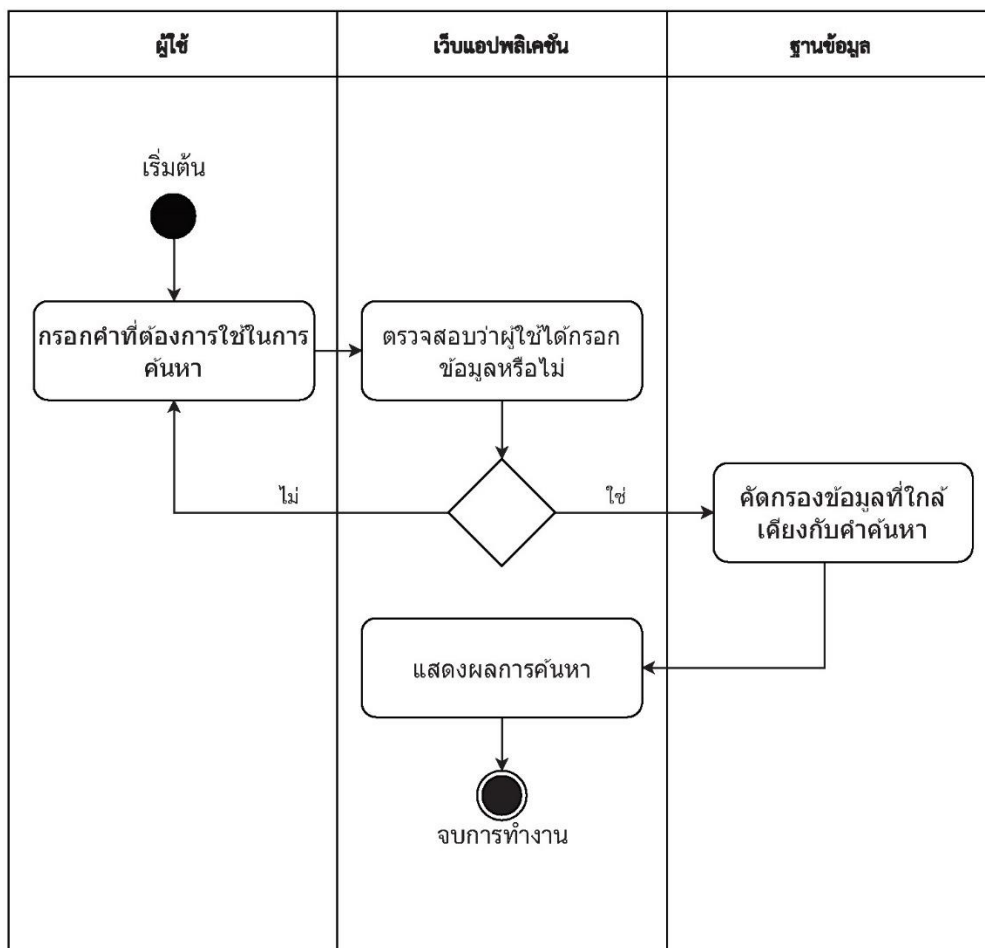 ผู้ใช้
เว็บแอปพลิเคชัน
ฐานข้อมูล
เริ่มต้น
กรอกคำที่ต้องการใช้ในการ
ค้นหา
ตรวจสอบว่าผู้ใช้ได้กรอก
ข้อมูลหรือไม่
ไม่
ใช่
คัดกรองข้อมูลที่ใกล้
เคียงกับคำค้นหา
แสดงผลการค้นหา
จบการทำงาน